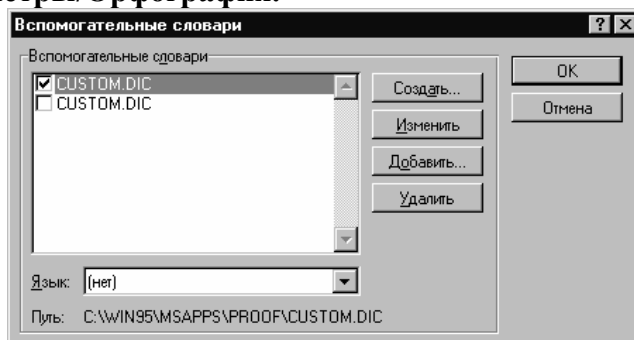 Орфография.
Вспомогательные словари
Вспомогательные словари
CUSTOM.DIC
CUSTOM.DIC
Создать...
Изменить
Добавить...
Удалить
OK
Отмена
Язык: (нет)
Путь: C:\WIN95\MSAPPS\PROOF\CUSTOM.DIC